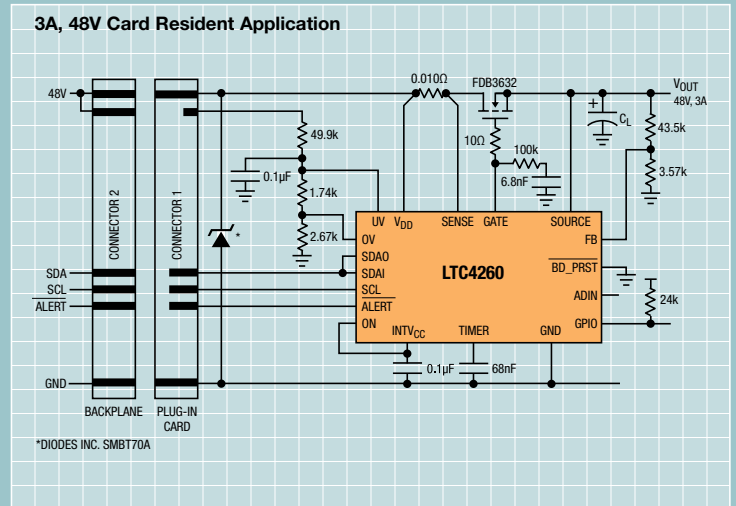 3A, 48V Card Resident Application
0.010Ω
FDB3632
48V
VOUT
48V, 3A
+
CL
43.5k
10Ω
100k
49.9k
6.8nF
3.57k
0.1µF
1.74k
CONNECTOR 2
CONNECTOR 1
UV
VDD
SENSE
GATE
SOURCE
*
2.67k
OV
FB
SDAO
SDA
SDAI
LTC4260
BD_PRST
SCL
SCL
ADIN
24k
ALERT
ALERT
ON
GPIO
INTVCC
TIMER
GND
0.1µF
68nF
GND
BACKPLANE
PLUG-IN
CARD
*DIODES INC. SMBT70A